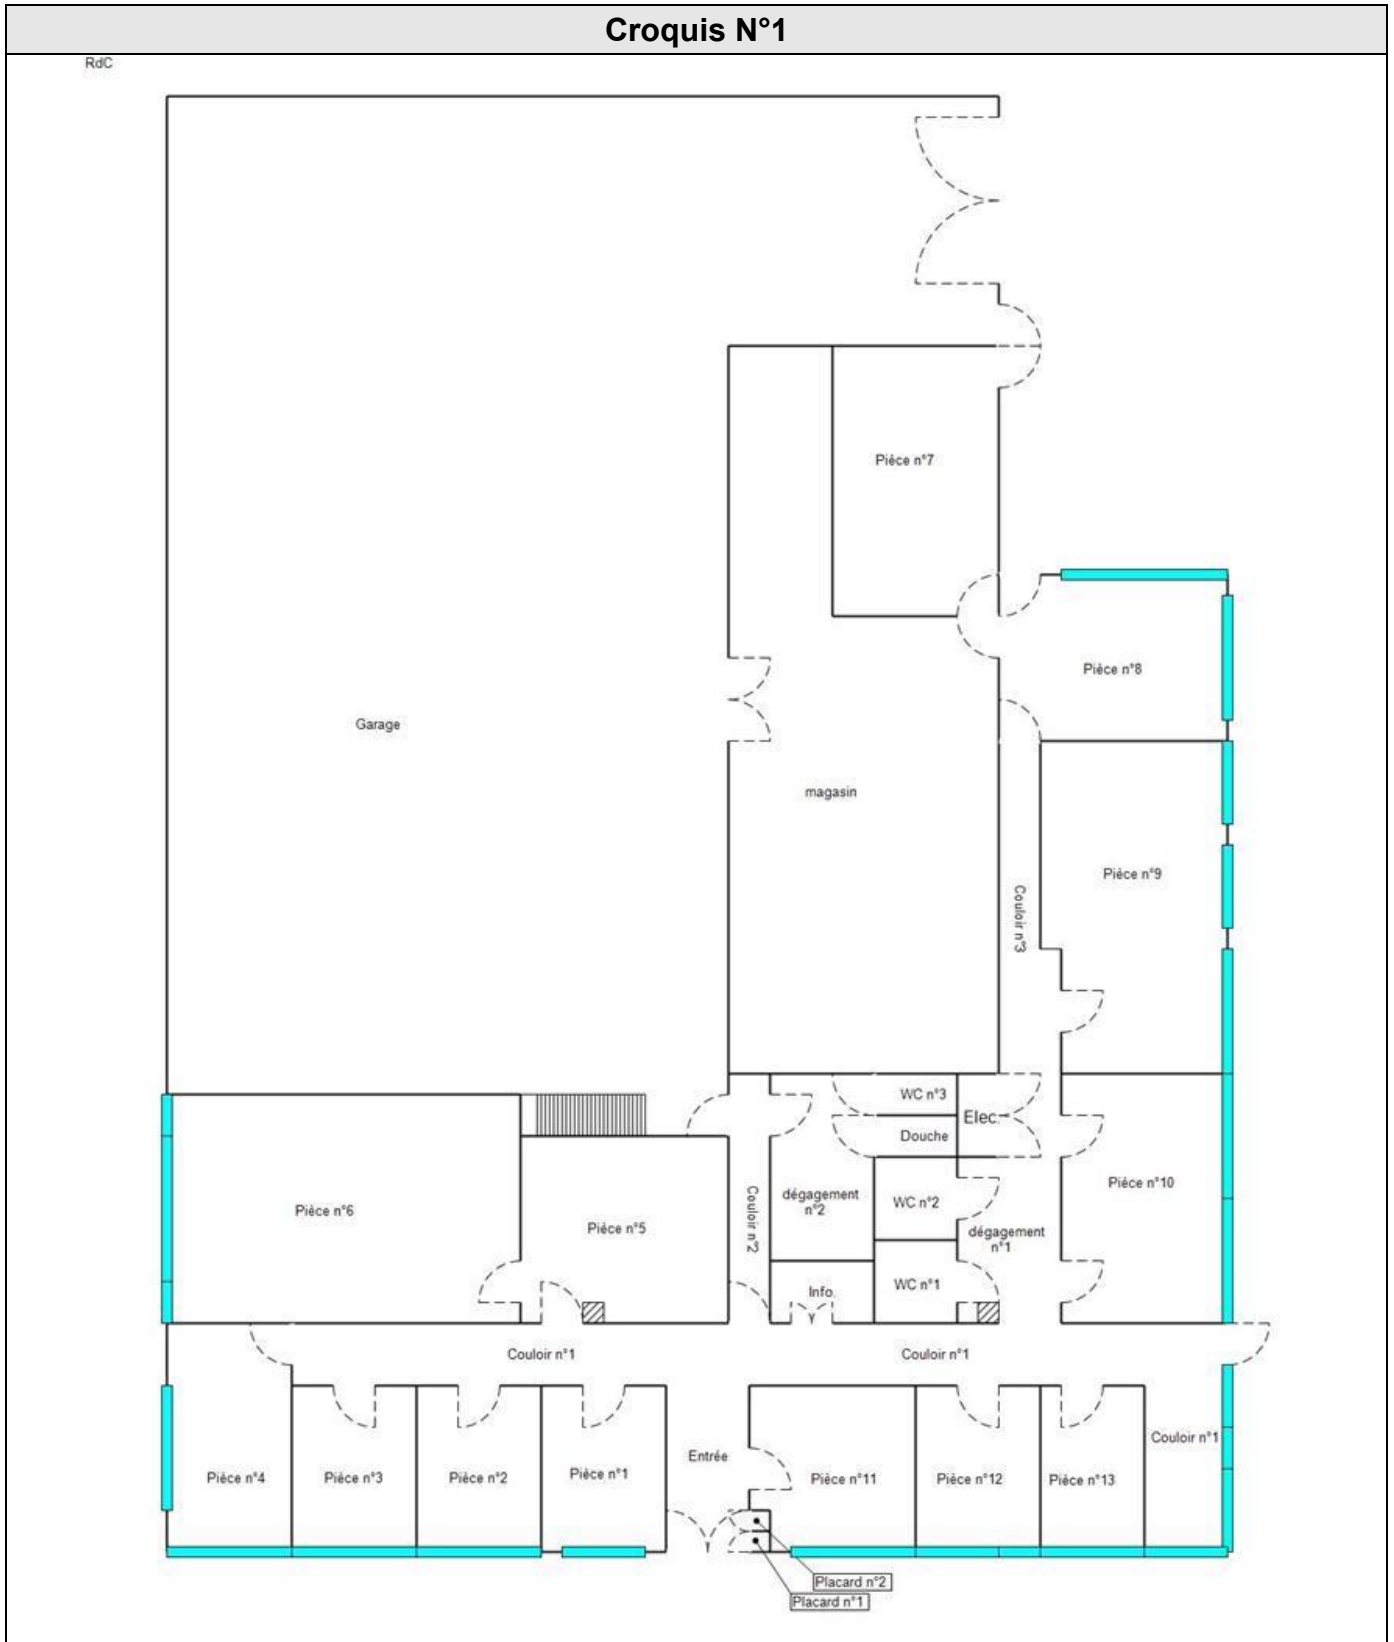 Croquis N°1
RdC
Pièce n°7
Pièce n°8
Garage
magasin
Pièce n°9
Couloir n°3
WC n°3
Elec.
Douche
Pièce n°10
dégagement
n°2
WC n°2
Couloir n°2
Pièce n°6
Pièce n°5
dégagement
n°1
WC n°1
Info.
Couloir n°1
Couloir n°1
Couloir n°1
Entrée
Pièce n°4
Pièce n°3
Pièce n°2
Pièce n°1
Pièce n°11
Pièce n°12
Pièce n°13
Placard n°2
Placard n°1